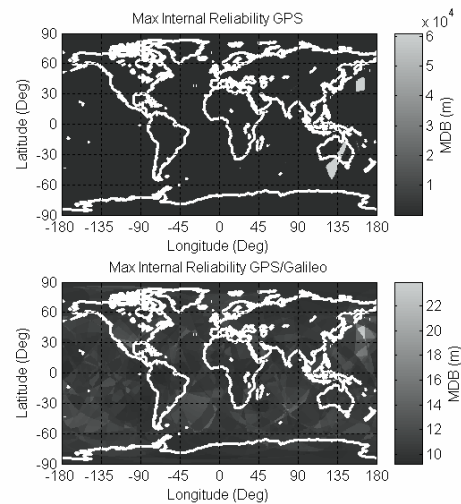 Max Internal Reliability GPS
x 10^4
90
60
30
0
-30
-60
-90
Latitude (Deg)
-180 -135 -90 -45 0 45 90 135 180
Longitude (Deg)
6
5
4
3
2
1
MDB (m)
Max Internal Reliability GPS/Galileo
90
60
30
0
-30
-60
-90
Latitude (Deg)
-180 -135 -90 -45 0 45 90 135 180
Longitude (Deg)
22
20
18
16
14
12
10
MDB (m)